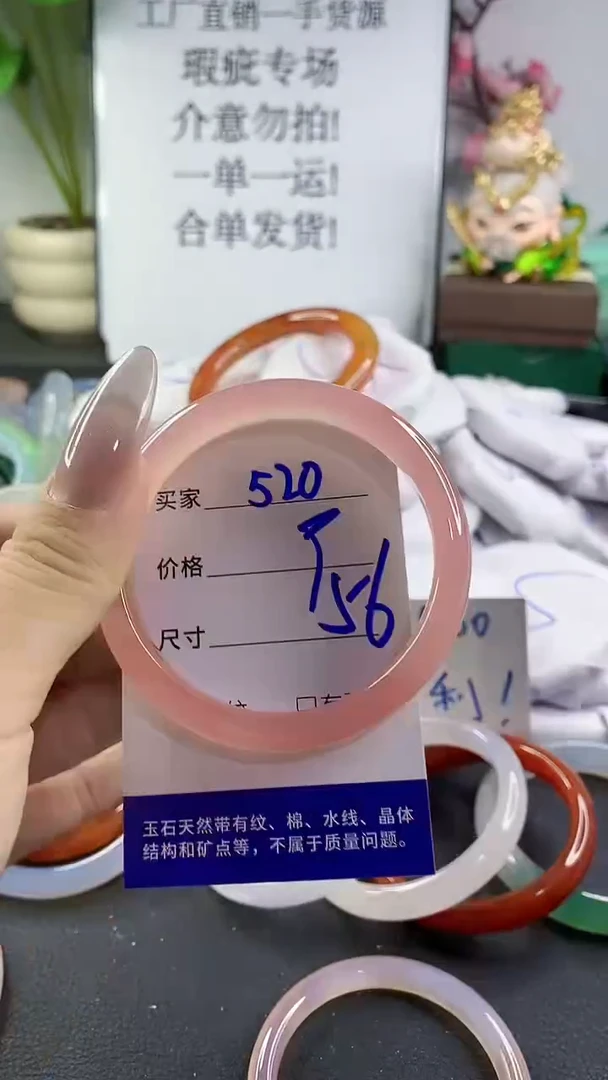 工厂直销一手货源
瑕疵专场
介意勿拍!
一单一运!
合单发货!
买家 520
价格
尺寸 56
利!
玉石天然带有纹、棉、水线、晶体
结构和矿点等，不属于质量问题。